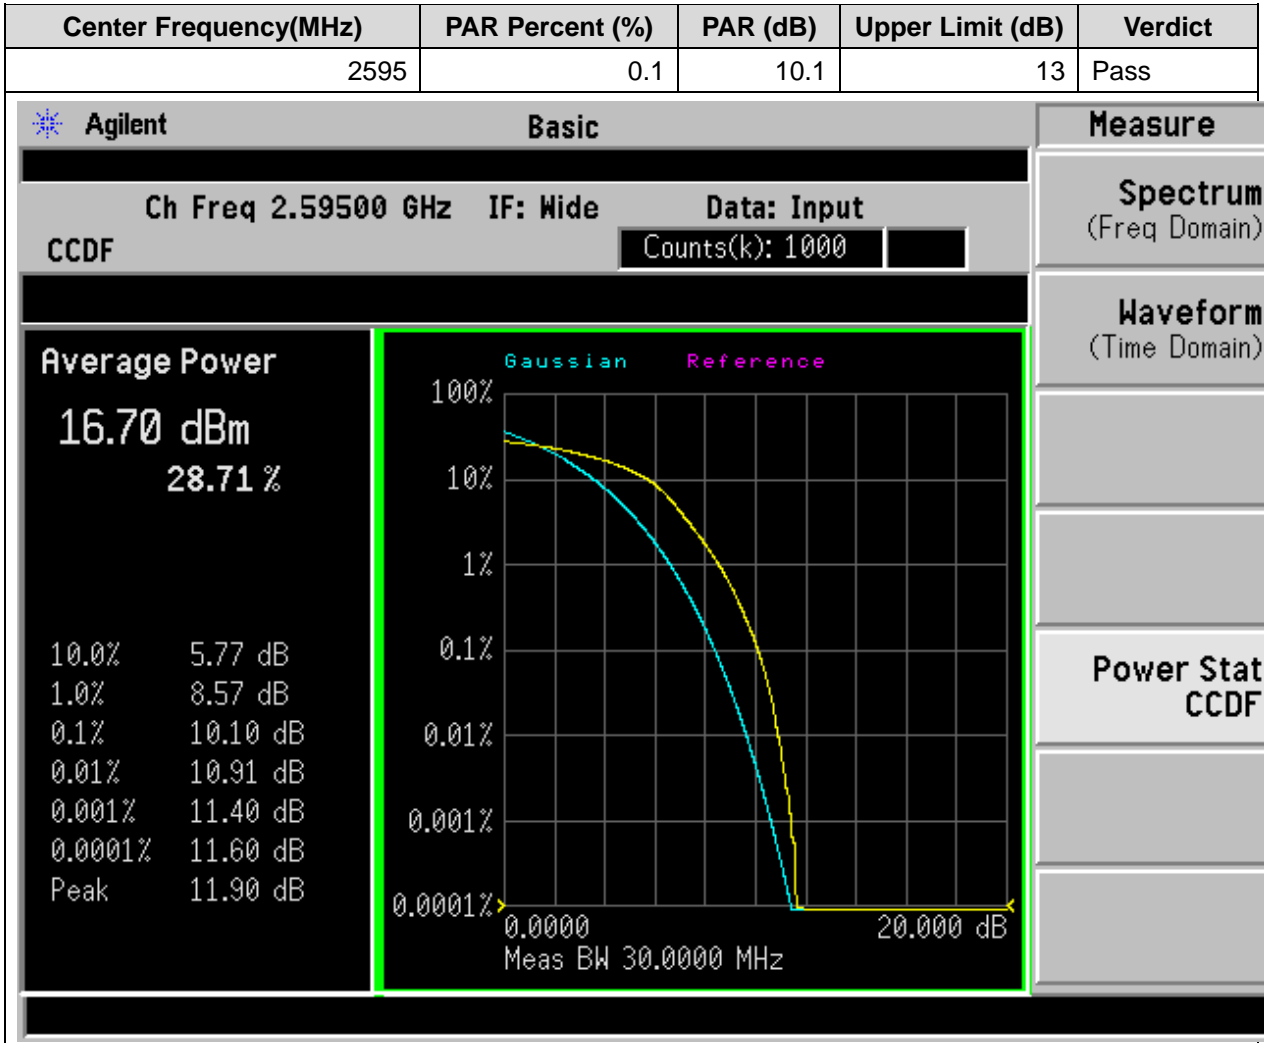 Center Frequency(MHz) PAR Percent (%) PAR (dB) Upper Limit (dB) Verdict
2595 0.1 10.1 13 Pass
Agilent Basic Measure
Ch Freq 2.59500 GHz IF: Wide Data: Input
CCDF Counts(k): 1000
Spectrum
(Freq Domain)
Waveform
(Time Domain)
Power Stat
CCDF
Average Power
16.70 dBm
28.71 %
10.0% 5.77 dB
1.0% 8.57 dB
0.1% 10.10 dB
0.01% 10.91 dB
0.001% 11.40 dB
0.0001% 11.60 dB
Peak 11.90 dB
Gaussian Reference
100%
10%
1%
0.1%
0.01%
0.001%
0.0001%
0.0000 20.000 dB
Meas BW 30.0000 MHz